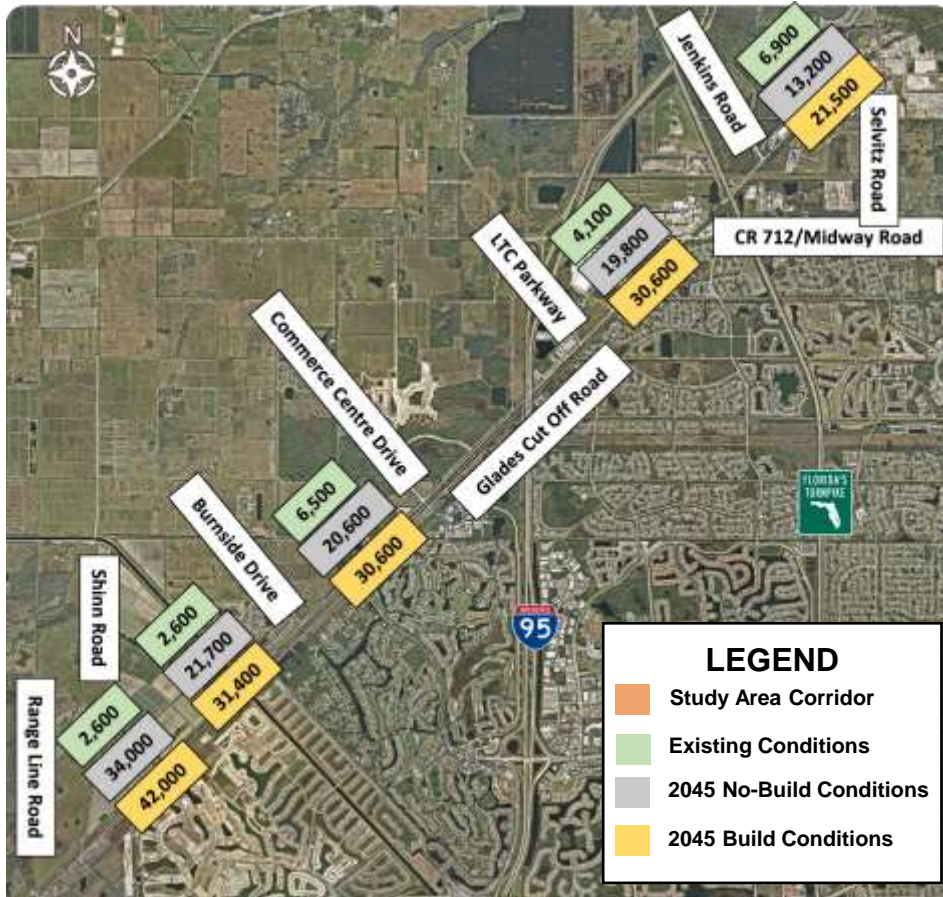 N
Jenkins Road
6,900
13,200
21,500
Selvitz Road
CR 712/Midway Road
LTC Parkway
4,100
19,800
30,600
Commerce Centre Drive
Glades Cut Off Road
6,500
20,600
30,600
FLORIDA'S
TURNPIKE
Burnside Drive
INTERSTATE
95
Shinn Road
2,600
21,700
31,400
Range Line Road
2,600
34,000
42,000
LEGEND
Study Area Corridor
Existing Conditions
2045 No-Build Conditions
2045 Build Conditions